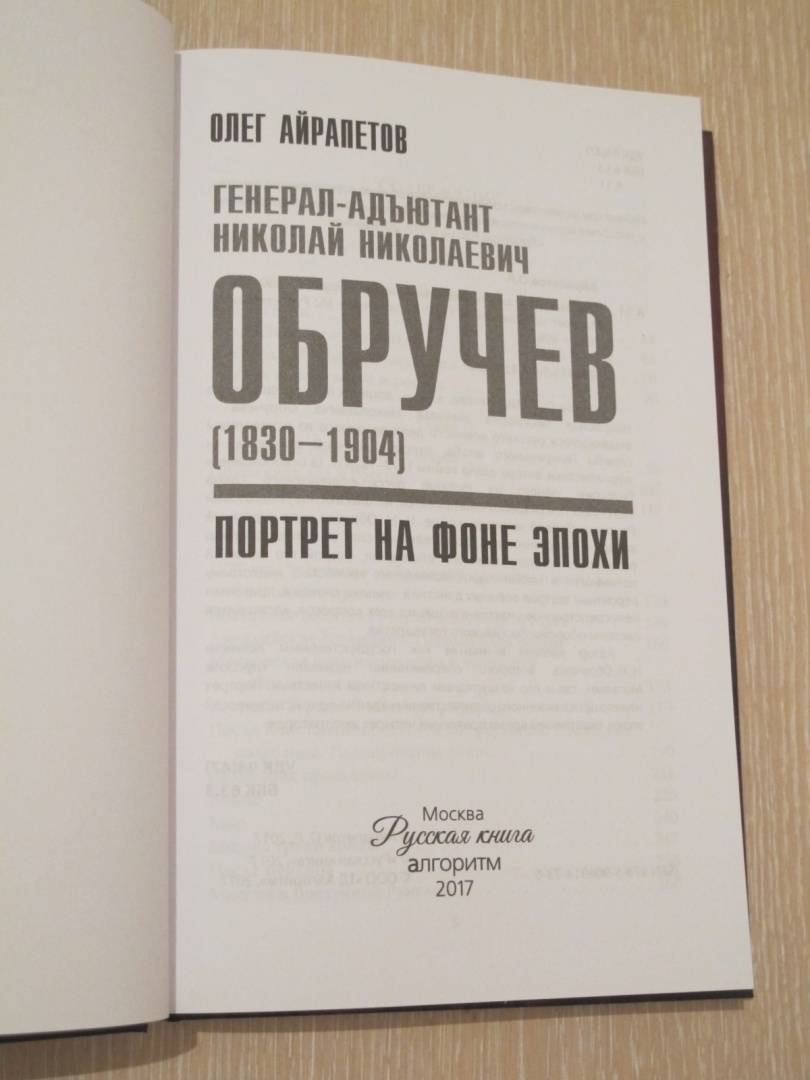 ОЛЕГ АЙРАПЕТОВ
ГЕНЕРАЛ-АДЪЮТАНТ
НИКОЛАЙ НИКОЛАЕВИЧ
ОБРУЧЕВ
(1830–1904)
ПОРТРЕТ НА ФОНЕ ЭПОХИ
Москва
Русская книга
алгоритм
2017